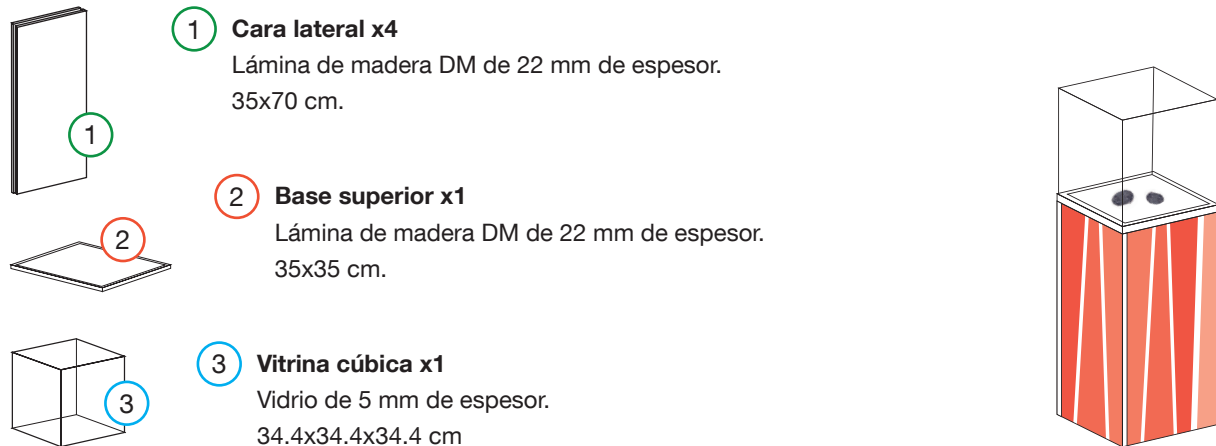 1
1 Cara lateral x4
Lámina de madera DM de 22 mm de espesor.
35x70 cm.
2
2 Base superior x1
Lámina de madera DM de 22 mm de espesor.
35x35 cm.
3
3 Vitrina cúbica x1
Vidrio de 5 mm de espesor.
34.4x34.4x34.4 cm